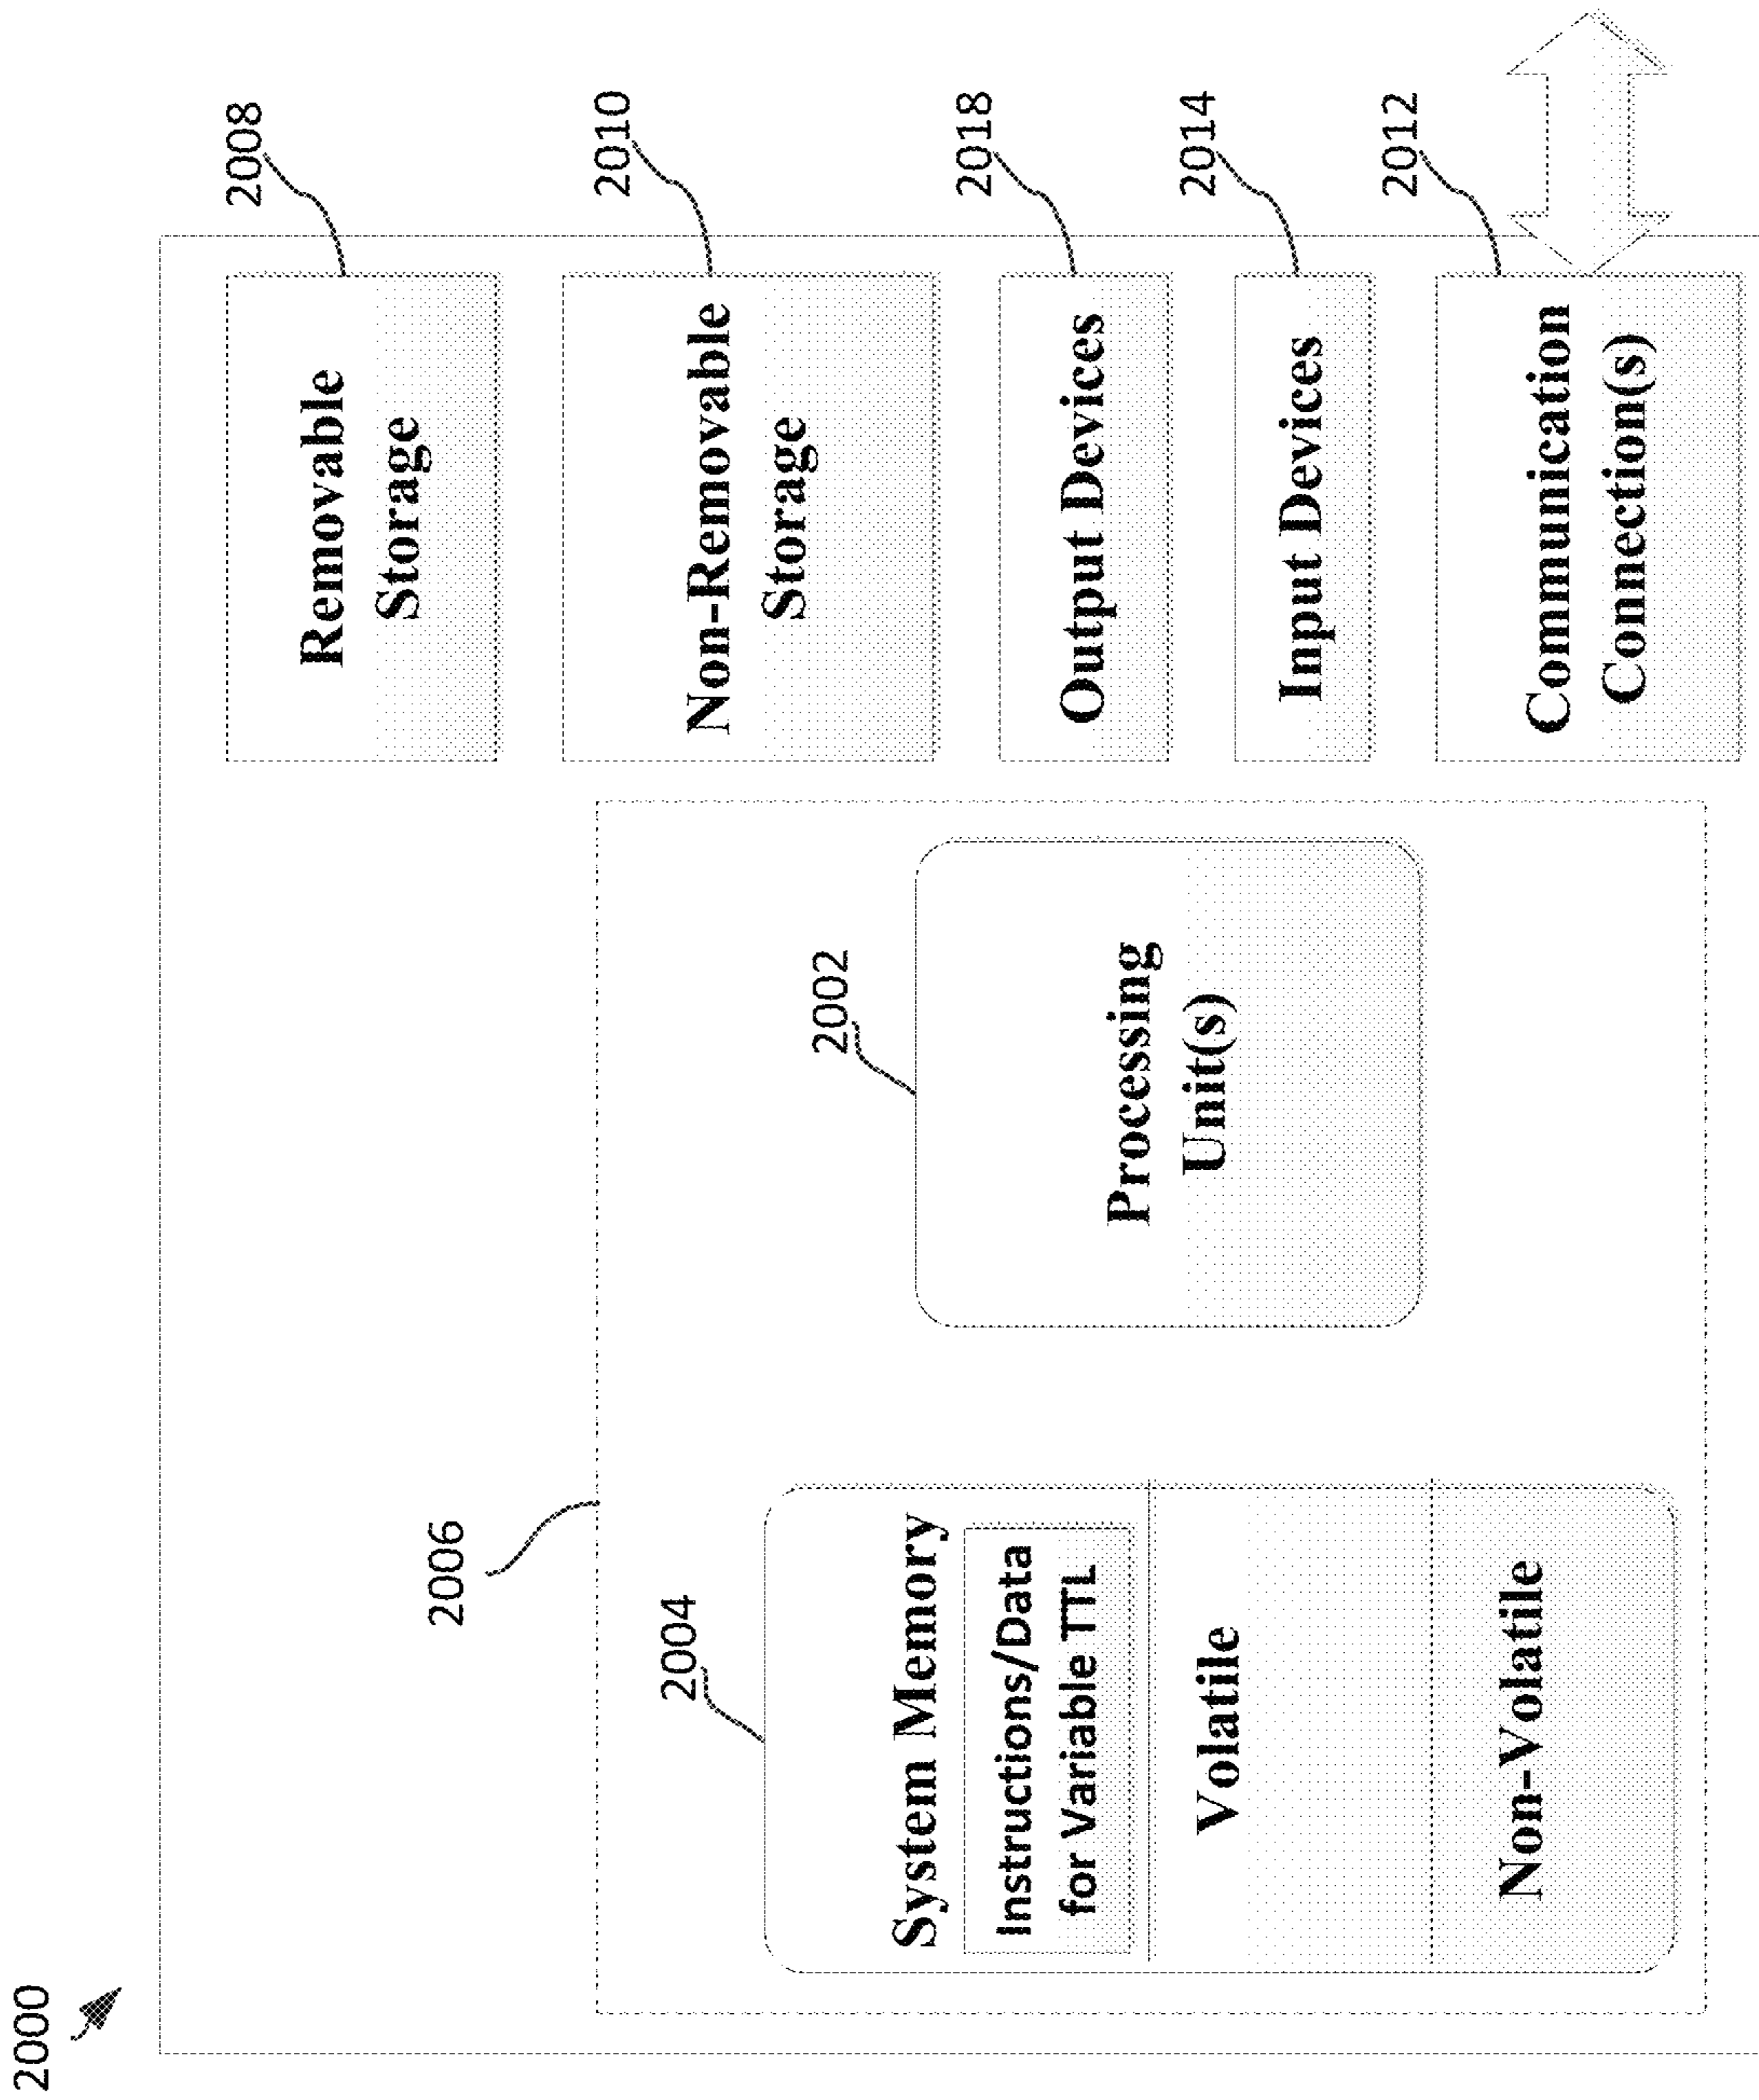 2000
2006
2004
System Memory
Instructions/Data
for Variable TTL
Volatile
Non-Volatile
2002
Processing
Unit(s)
Removable
Storage
2008
Non-Removable
Storage
2010
Output Devices
2018
Input Devices
2014
Communication
Connection(s)
2012